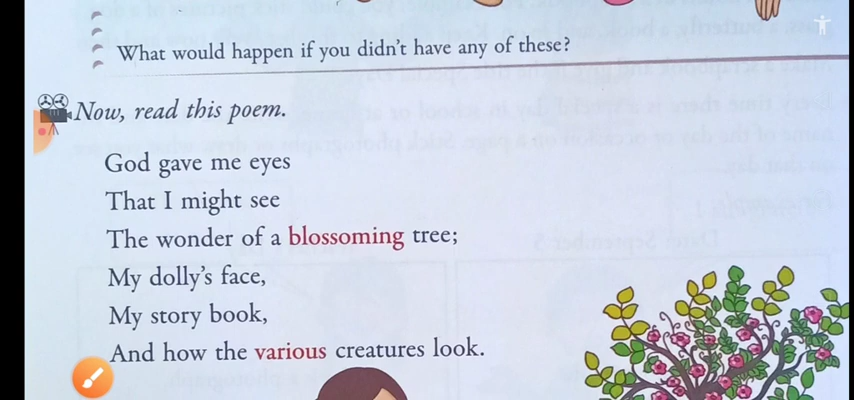 What would happen if you didn't have any of these?
Now, read this poem.
God gave me eyes
That I might see
The wonder of a blossoming tree;
My dolly's face,
My story book,
And how the various creatures look.